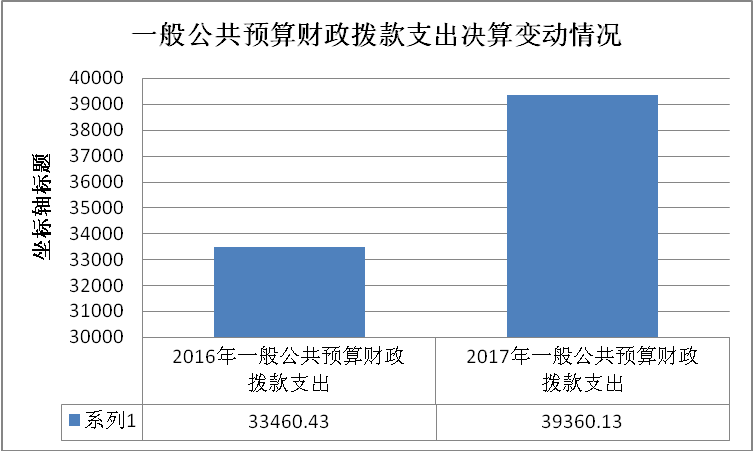 一般公共预算财政拨款支出决算变动情况
坐标轴标题
40000
39000
38000
37000
36000
35000
34000
33000
32000
31000
30000
2016年一般公共预算财政
拨款支出
2017年一般公共预算财政
拨款支出
系列1
33460.43
39360.13